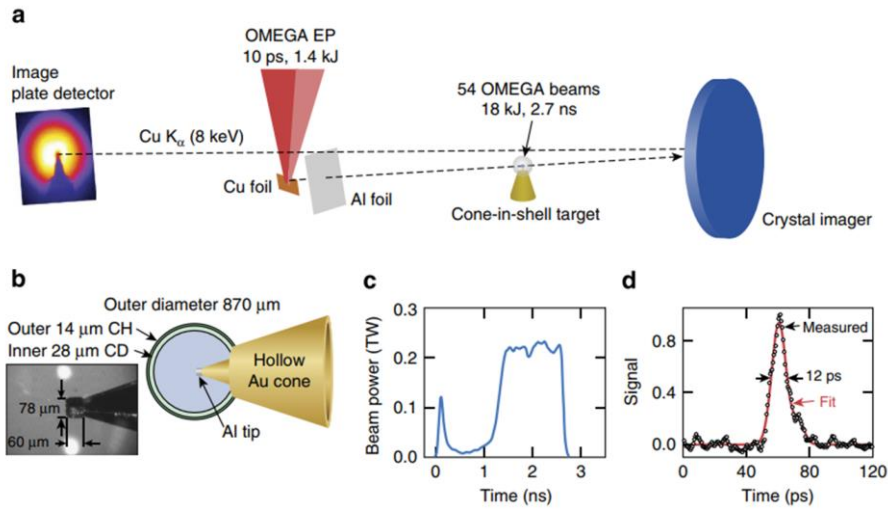 a
OMEGA EP
10 ps, 1.4 kJ
Image
plate detector
54 OMEGA beams
18 kJ, 2.7 ns
Cu Kα (8 keV)
Cu foil
Al foil
Cone-in-shell target
Crystal imager
b
Outer diameter 870 μm
Outer 14 μm CH
Inner 28 μm CD
Hollow
Au cone
78 μm
60 μm
Al tip
c
Beam power (TW)
0.3
0.2
0.1
0.0
0 1 2 3
Time (ns)
d
Signal
0.8
0.4
0.0
Measured
12 ps
Fit
0 40 80 120
Time (ps)